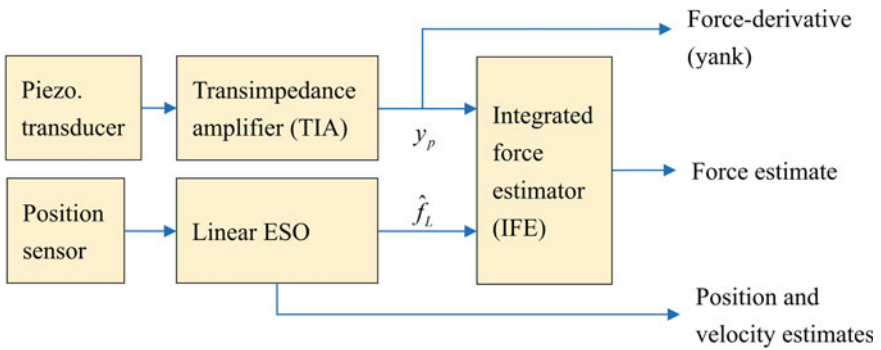 Force-derivative
(yank)
Piezo.
transducer
Transimpedance
amplifier (TIA)
y_p
Integrated
force
estimator
(IFE)
Force estimate
Position
sensor
Linear ESO
f̂_L
Position and
velocity estimates